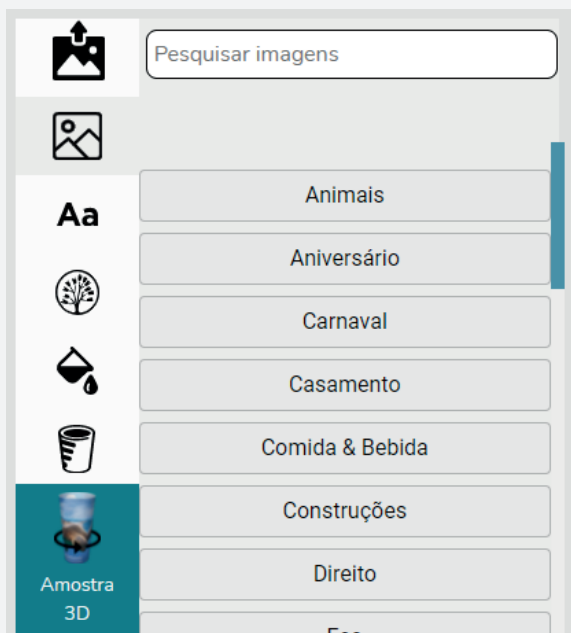 Pesquisar imagens
Animais
Aa
Aniversário
Carnaval
Casamento
Comida & Bebida
Construções
Direito
Amostra
3D